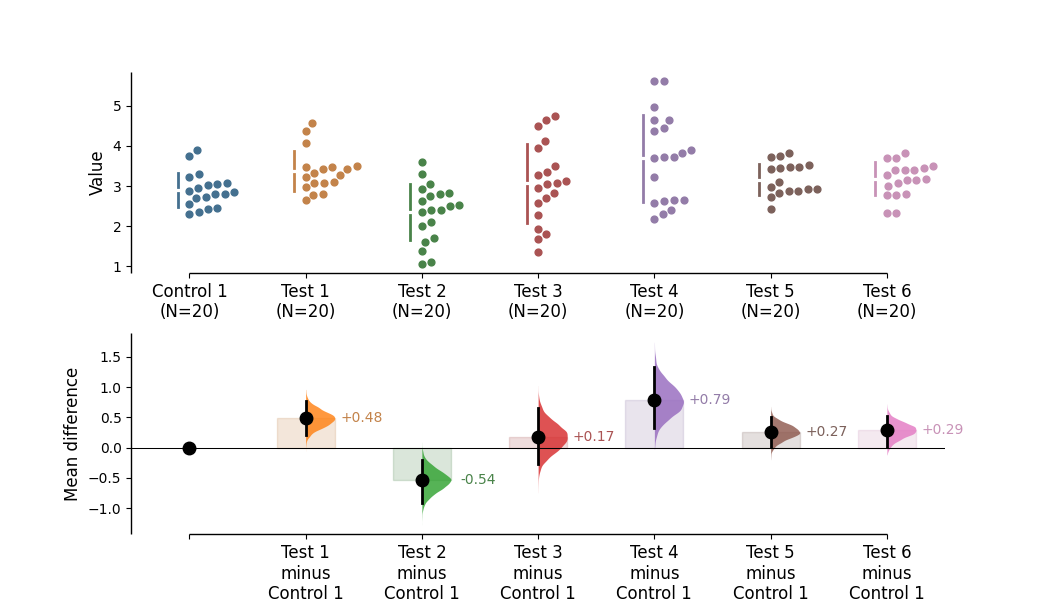 Value
5
4
3
2
1
Control 1 Test 1 Test 2 Test 3 Test 4 Test 5 Test 6
(N=20) (N=20) (N=20) (N=20) (N=20) (N=20) (N=20)
Mean difference
1.5
1.0
0.5
0.0
−0.5
−1.0
+0.48
-0.54
+0.17
+0.79
+0.27
+0.29
Test 1 Test 2 Test 3 Test 4 Test 5 Test 6
minus minus minus minus minus minus
Control 1 Control 1 Control 1 Control 1 Control 1 Control 1